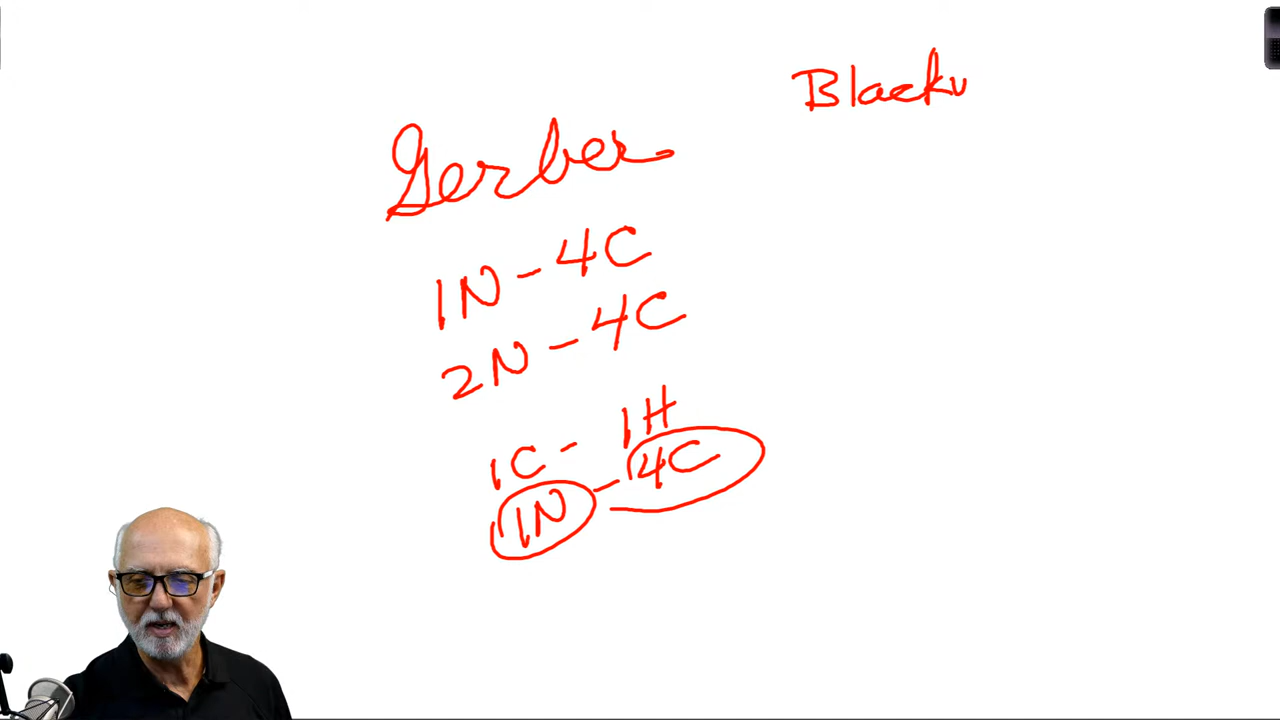 Blackw
Gerber
1N - 4C
2N - 4C
1C - 1H
1N - 4C